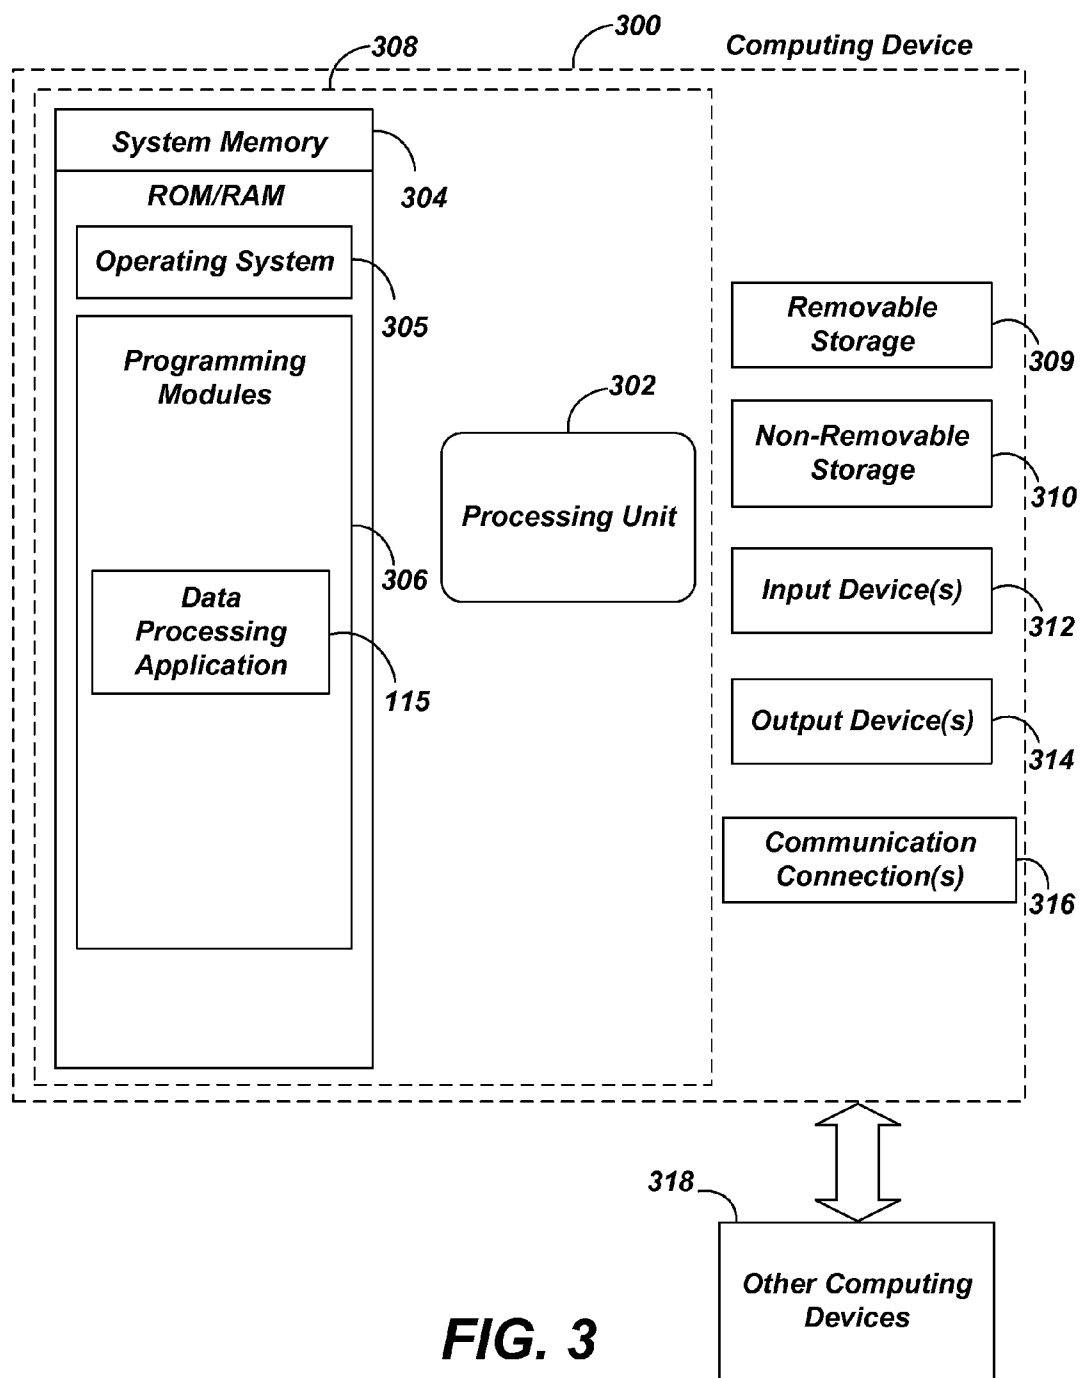 300
Computing Device
308
System Memory
304
ROM/RAM
Operating System
305
Programming
Modules
306
Data
Processing
Application
115
302
Processing Unit
Removable
Storage
309
Non-Removable
Storage
310
Input Device(s)
312
Output Device(s)
314
Communication
Connection(s)
316
318
Other Computing
Devices
FIG. 3